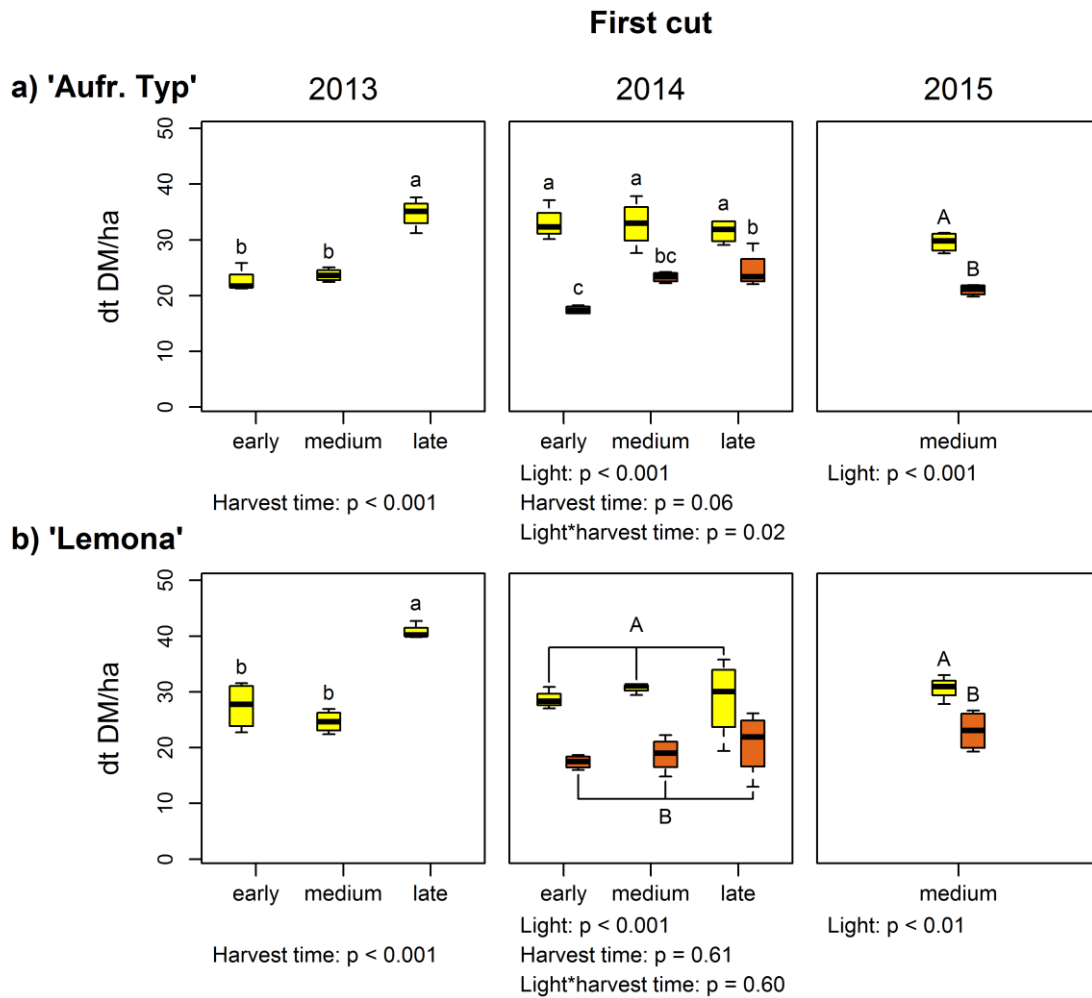 First cut
a) 'Aufr. Typ' 2013 2014 2015
dt DM/ha
0 10 20 30 40 50
b b a
a a a
c bc b
A
B
early medium late
early medium late
medium
Harvest time: p < 0.001
Light: p < 0.001
Harvest time: p = 0.06
Light*harvest time: p = 0.02
Light: p < 0.001
b) 'Lemona'
dt DM/ha
0 10 20 30 40 50
b b a
A
B
A
B
early medium late
early medium late
medium
Harvest time: p < 0.001
Light: p < 0.001
Harvest time: p = 0.61
Light*harvest time: p = 0.60
Light: p < 0.01